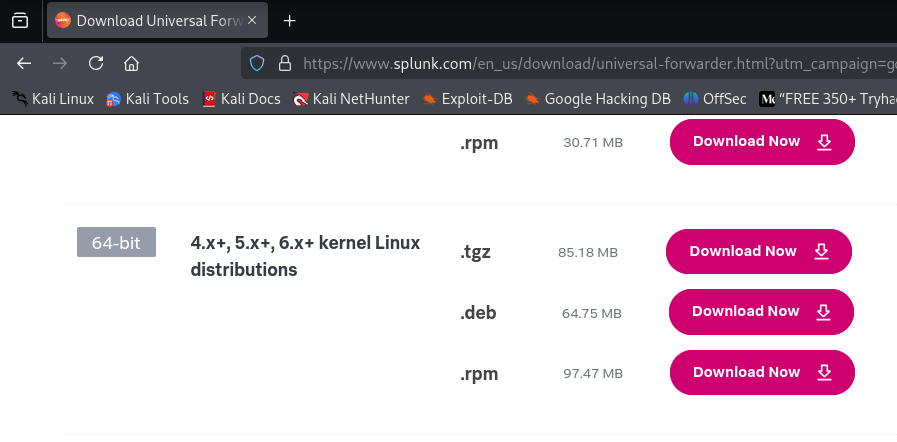 Download Universal Forw
https://www.splunk.com/en_us/download/universal-forwarder.html?utm_campaign=go
Kali Linux Kali Tools Kali Docs Kali NetHunter Exploit-DB Google Hacking DB OffSec "FREE 350+ Tryha
.rpm 30.71 MB Download Now
64-bit 4.x+, 5.x+, 6.x+ kernel Linux distributions
.tgz 85.18 MB Download Now
.deb 64.75 MB Download Now
.rpm 97.47 MB Download Now